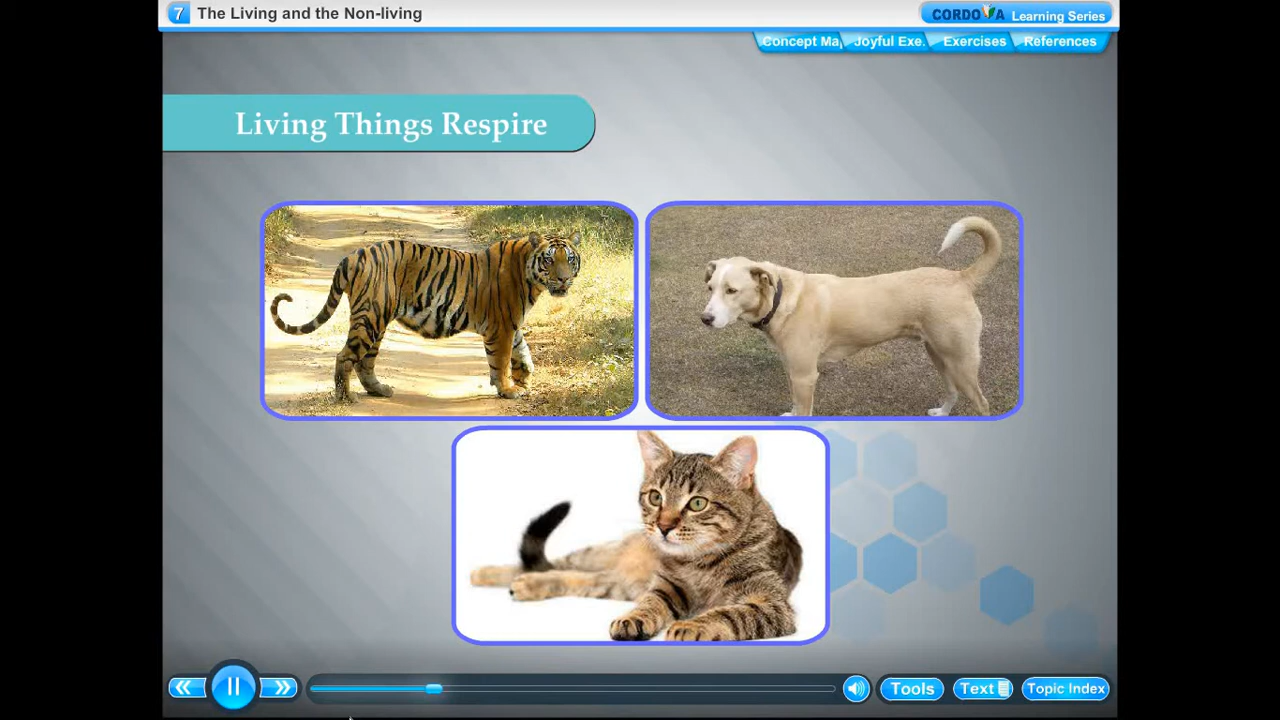 7 The Living and the Non-living
CORDOVA Learning Series
Concept Ma
Joyful Exe.
Exercises
References
Living Things Respire
Tools
Text
Topic Index